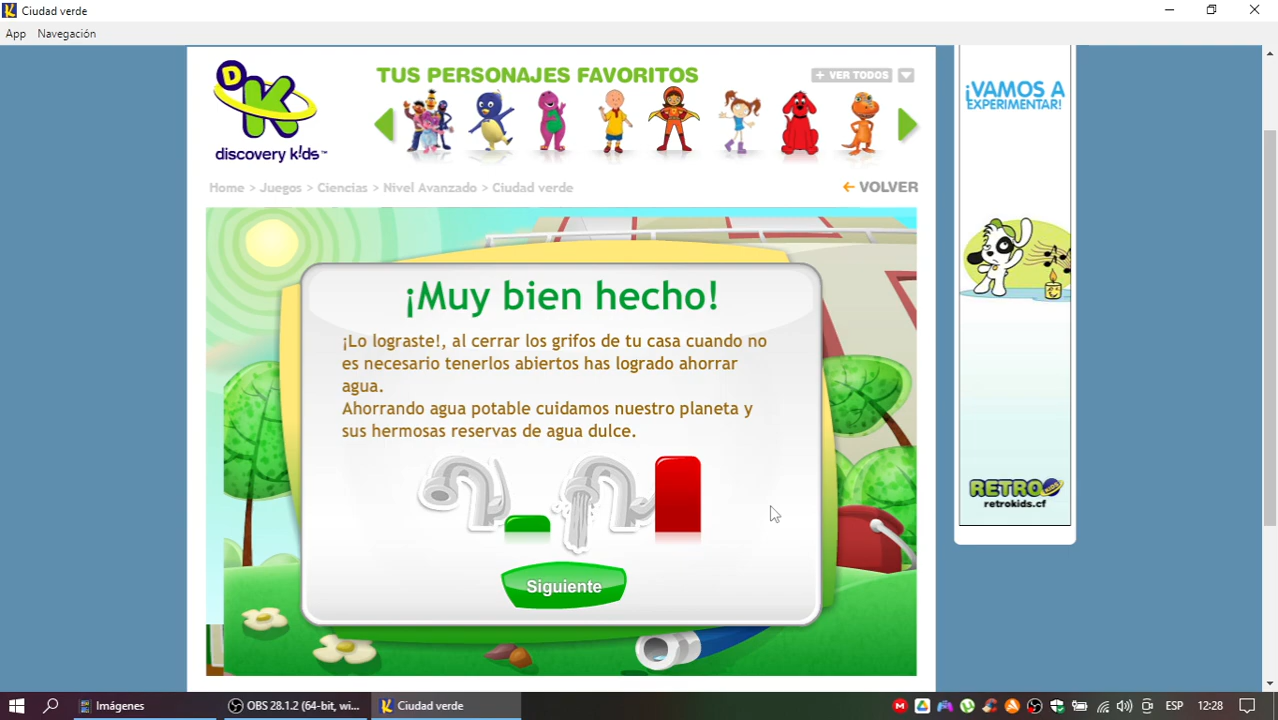 Ciudad verde
App Navegación
DK
discovery kids™
TUS PERSONAJES FAVORITOS
+ VER TODOS
Home > Juegos > Ciencias > Nivel Avanzado > Ciudad verde
VOLVER
¡VAMOS A
EXPERIMENTAR!
¡Muy bien hecho!
¡Lo lograste!, al cerrar los grifos de tu casa cuando no
es necesario tenerlos abiertos has logrado ahorrar
agua.
Ahorrando agua potable cuidamos nuestro planeta y
sus hermosas reservas de agua dulce.
Siguiente
RETRO KIDS
retrokids.cf
Imágenes
OBS 28.1.2 (64-bit, wi...
Ciudad verde
ESP
12:28